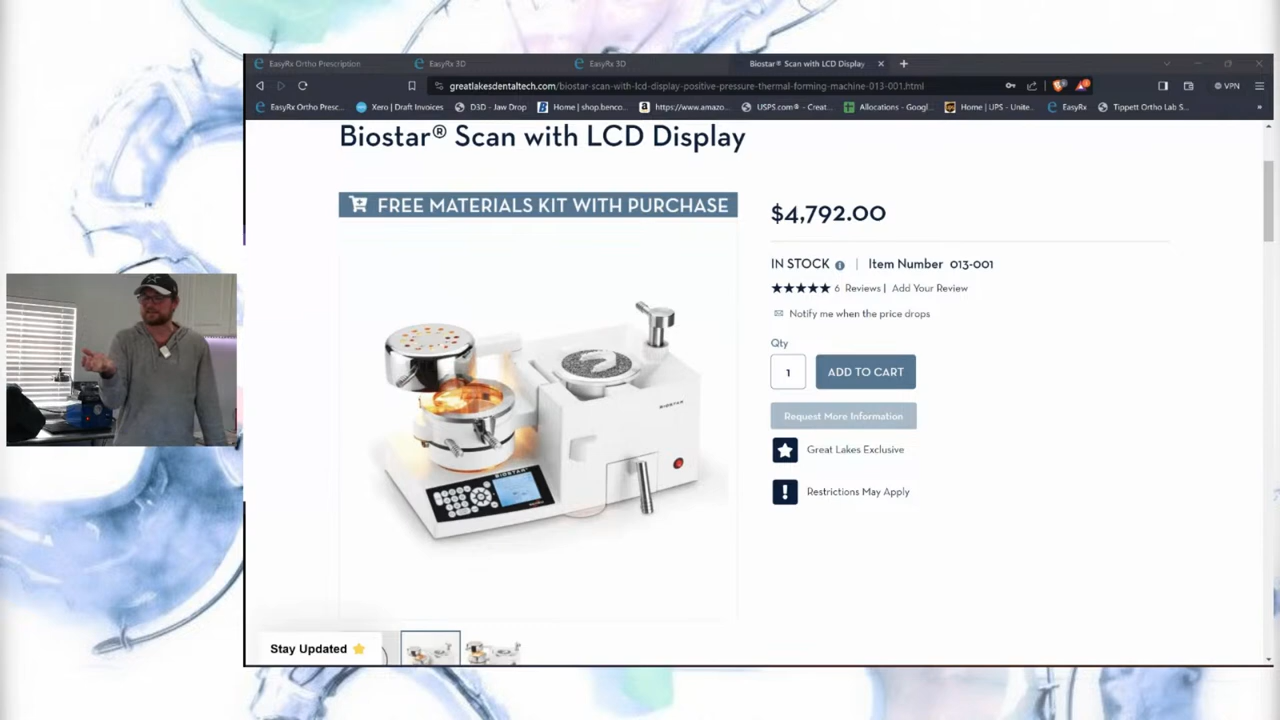 EasyRx Ortho Prescription
EasyRx 3D
EasyRx 3D
Biostar® Scan with LCD Display
greatlakesdentaltech.com/biostar-scan-with-lcd-display-positive-pressure-thermal-forming-machine-013-001.html
VPN
EasyRx Ortho Presc...
Xero | Draft Invoices
D3D - Jaw Drop
Home | shop.benco...
https://www.amazo...
USPS.com® - Creat...
Allocations - Googl...
Home | UPS - Unite...
EasyRx
Tippett Ortho Lab S...
Biostar® Scan with LCD Display
FREE MATERIALS KIT WITH PURCHASE
$4,792.00
IN STOCK | Item Number 013-001
6 Reviews | Add Your Review
Notify me when the price drops
Qty
1
ADD TO CART
Request More Information
Great Lakes Exclusive
Restrictions May Apply
BIOSTAR
BIOSTAR
Stay Updated